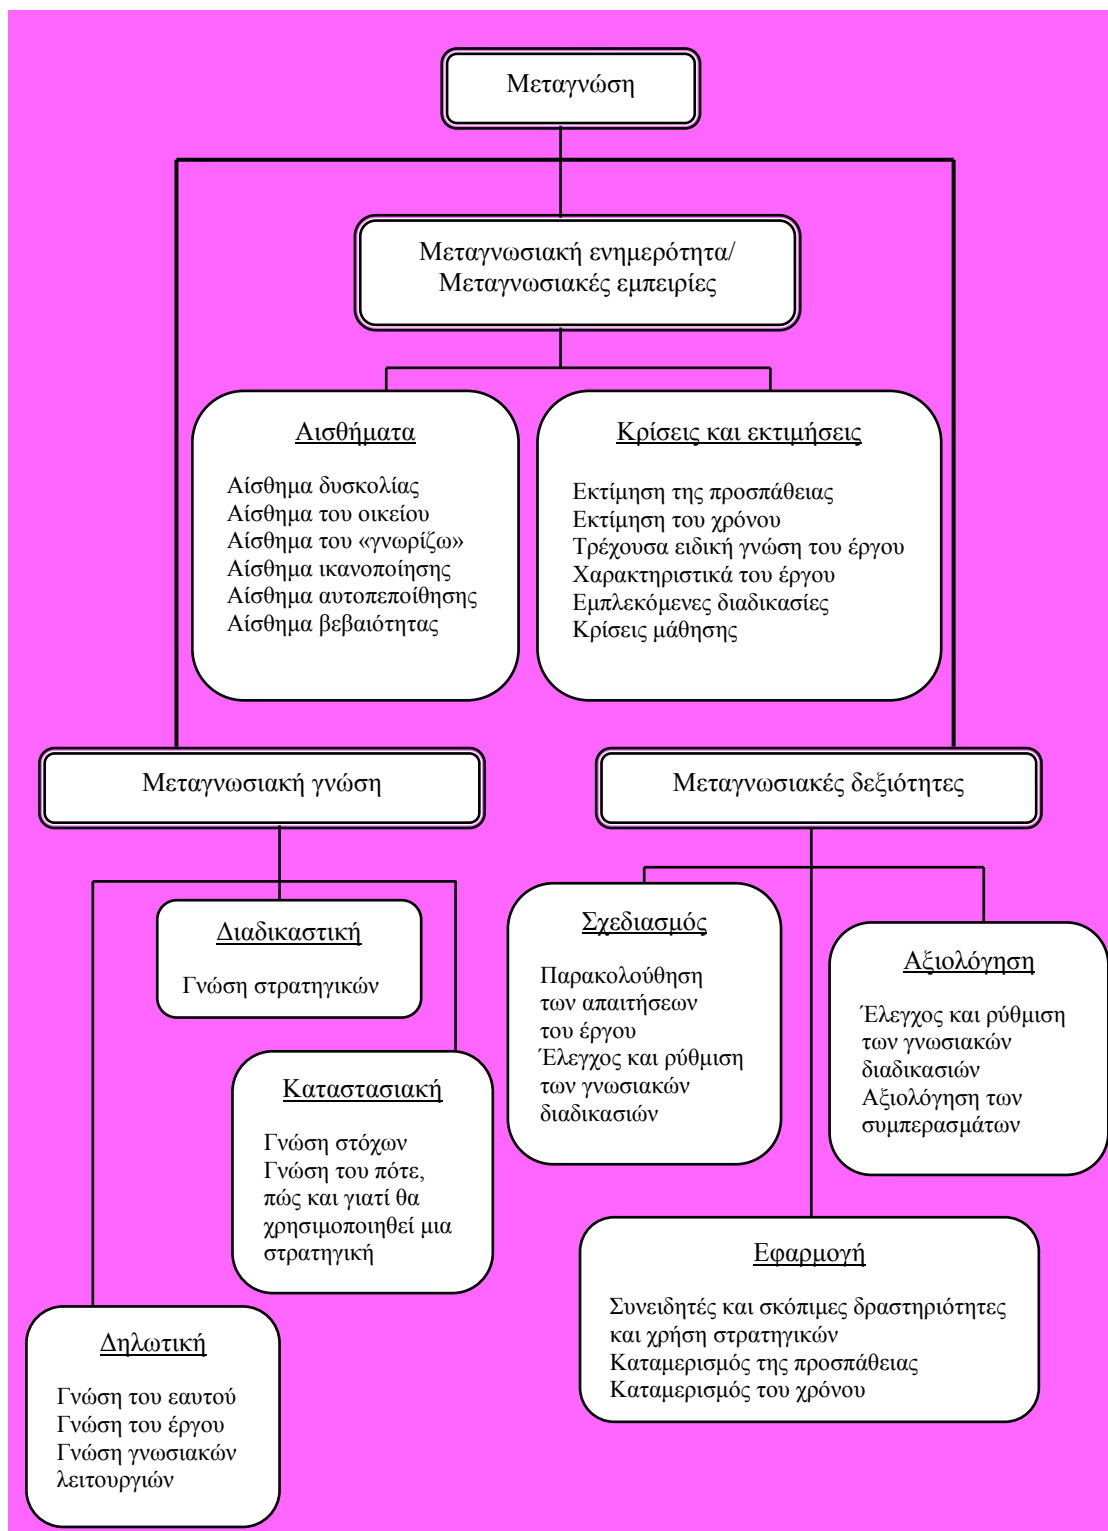 Μεταγνώση
Μεταγνωσιακή ενημερότητα/
Μεταγνωσιακές εμπειρίες
Αισθήματα
Αίσθημα δυσκολίας
Αίσθημα του οικείου
Αίσθημα του «γνωρίζω»
Αίσθημα ικανοποίησης
Αίσθημα αυτοπεποίθησης
Αίσθημα βεβαιότητας
Κρίσεις και εκτιμήσεις
Εκτίμηση της προσπάθειας
Εκτίμηση του χρόνου
Τρέχουσα ειδική γνώση του έργου
Χαρακτηριστικά του έργου
Εμπλεκόμενες διαδικασίες
Κρίσεις μάθησης
Μεταγνωσιακή γνώση
Μεταγνωσιακές δεξιότητες
Διαδικαστική
Γνώση στρατηγικών
Καταστασιακή
Γνώση στόχων
Γνώση του πότε,
πώς και γιατί θα
χρησιμοποιηθεί μια
στρατηγική
Δηλωτική
Γνώση του εαυτού
Γνώση του έργου
Γνώση γνωσιακών
λειτουργιών
Σχεδιασμός
Παρακολούθηση
των απαιτήσεων
του έργου
Έλεγχος και ρύθμιση
των γνωσιακών
διαδικασιών
Αξιολόγηση
Έλεγχος και ρύθμιση
των γνωσιακών
διαδικασιών
Αξιολόγηση των
συμπερασμάτων
Εφαρμογή
Συνειδητές και σκόπιμες δραστηριότητες
και χρήση στρατηγικών
Καταμερισμός της προσπάθειας
Καταμερισμός του χρόνου